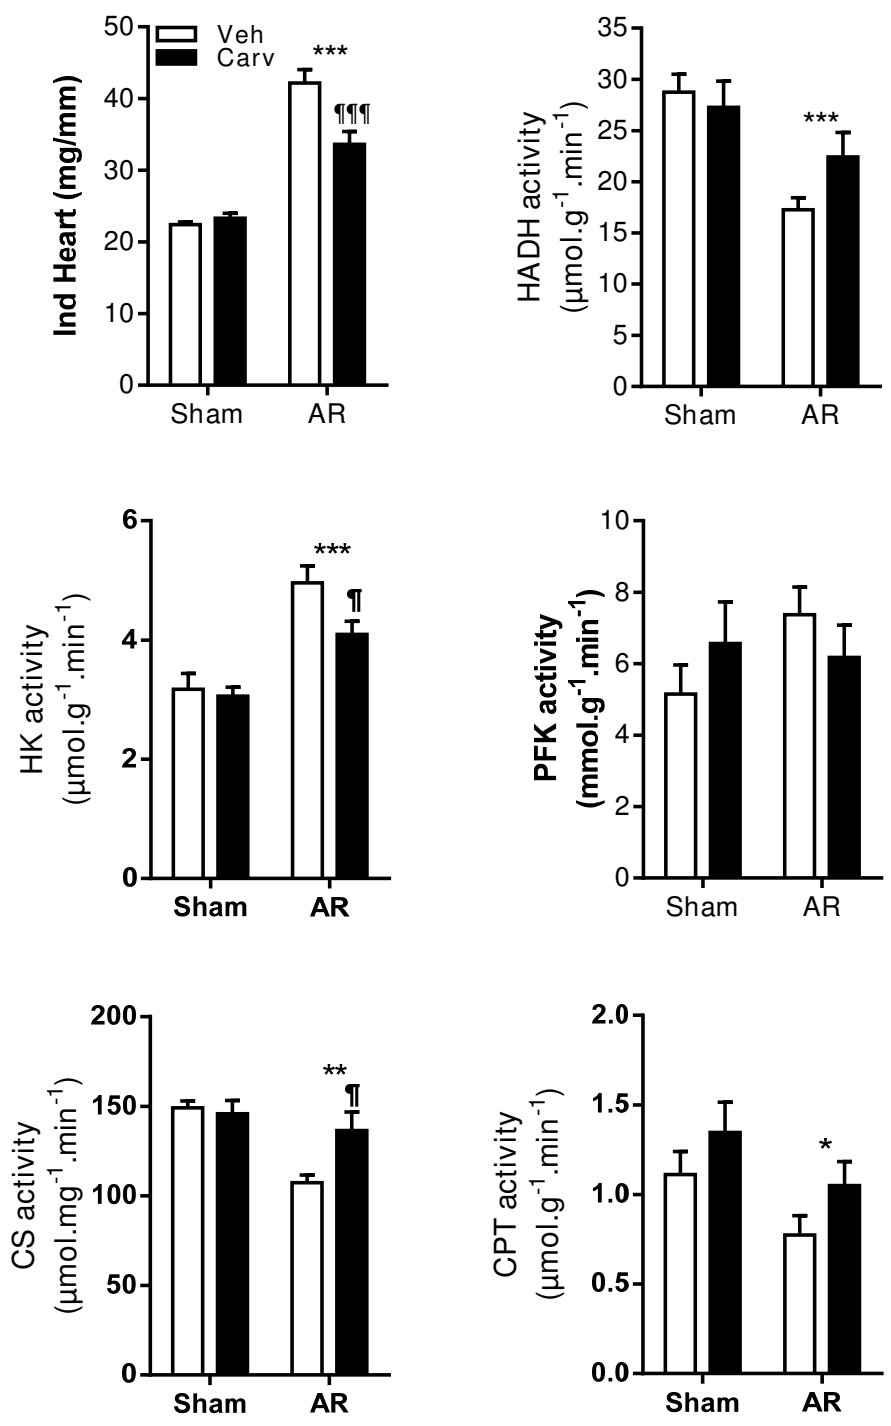 Veh
Carv
Ind Heart (mg/mm)
50
40
30
20
10
0
***
¶¶¶
Sham
AR
HADH activity
(µmol.g-1.min-1)
35
30
25
20
15
10
5
0
***
Sham
AR
HK activity
(µmol.g-1.min-1)
6
4
2
0
***
¶
Sham
AR
PFK activity
(mmol.g-1.min-1)
10
8
6
4
2
0
Sham
AR
CS activity
(µmol.mg-1.min-1)
200
150
100
50
0
**
¶
Sham
AR
CPT activity
(µmol.g-1.min-1)
2.0
1.5
1.0
0.5
0.0
*
Sham
AR